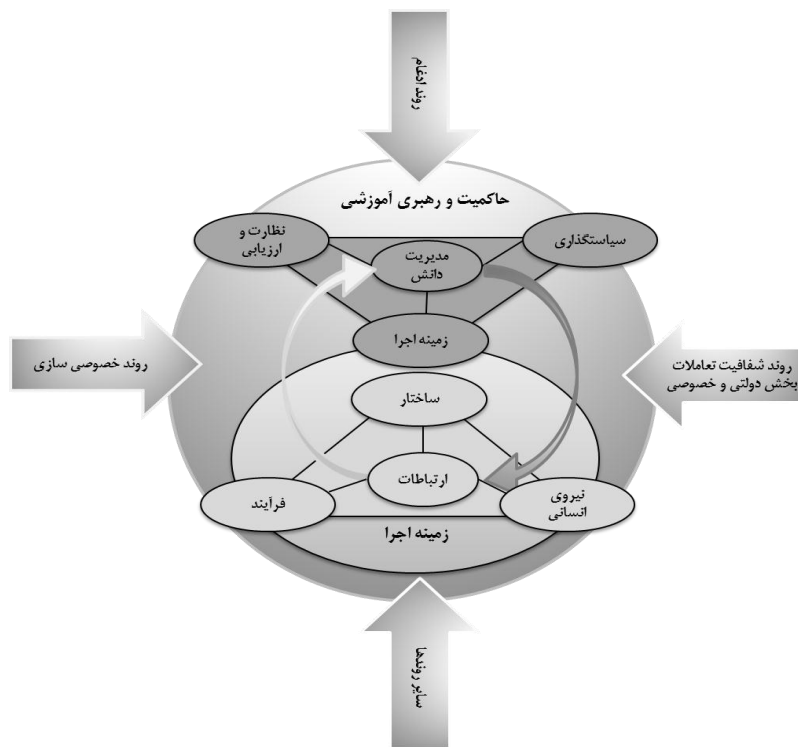 روند ادغام
حاکمیت و رهبری آموزشی
نظارت و
ارزیابی
سیاستگذاری
مدیریت
دانش
زمینه اجرا
روند خصوصی سازی
روند شفافیت تعاملات
بخش دولتی و خصوصی
ساختار
ارتباطات
فرآیند
نیروی
انسانی
زمینه اجرا
سایر روندها